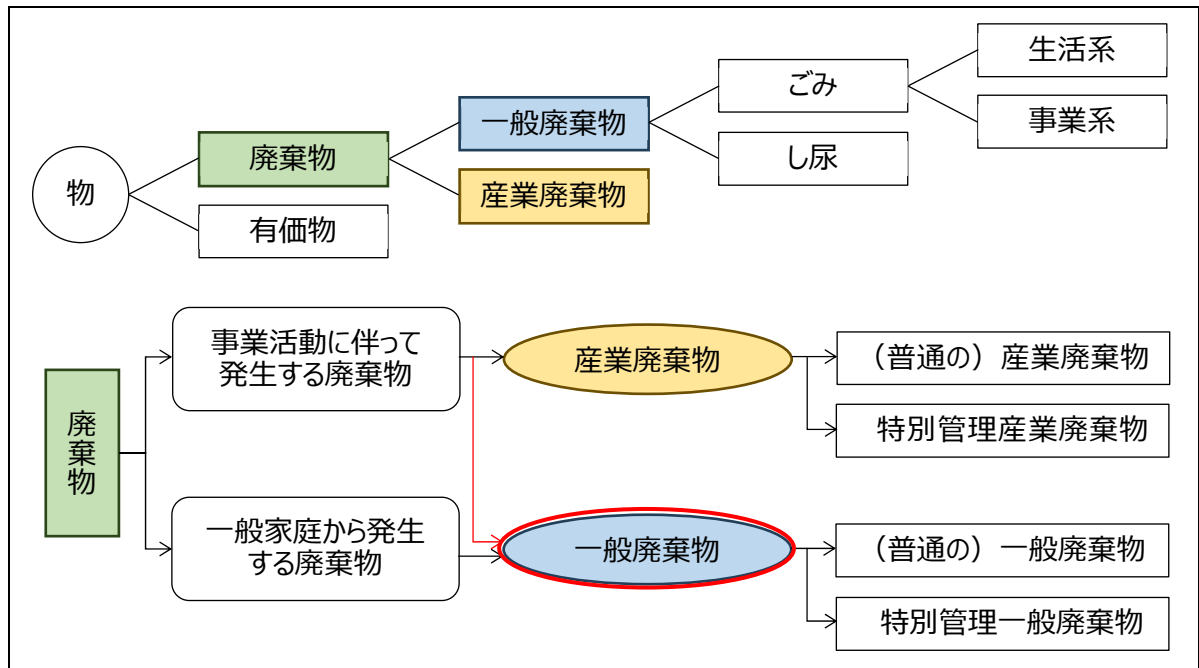 物
廃棄物
有価物
一般廃棄物
産業廃棄物
ごみ
し尿
生活系
事業系
廃棄物
事業活動に伴って
発生する廃棄物
一般家庭から発生
する廃棄物
産業廃棄物
一般廃棄物
（普通の）産業廃棄物
特別管理産業廃棄物
（普通の）一般廃棄物
特別管理一般廃棄物